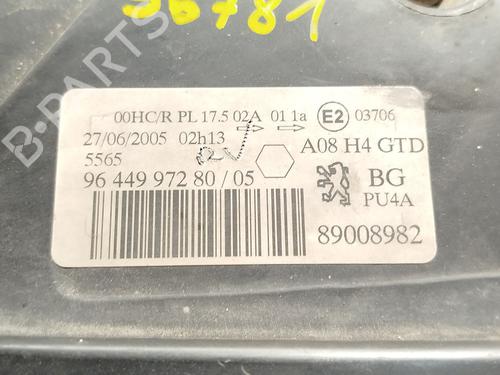 36781
00HC/R PL 17.5 02A 01 1a E2 03706
27/06/2005 02h13 A08 H4 GTD
5565 BG
96 449 972 80 / 05 PU4A
89008982
B-PARTS